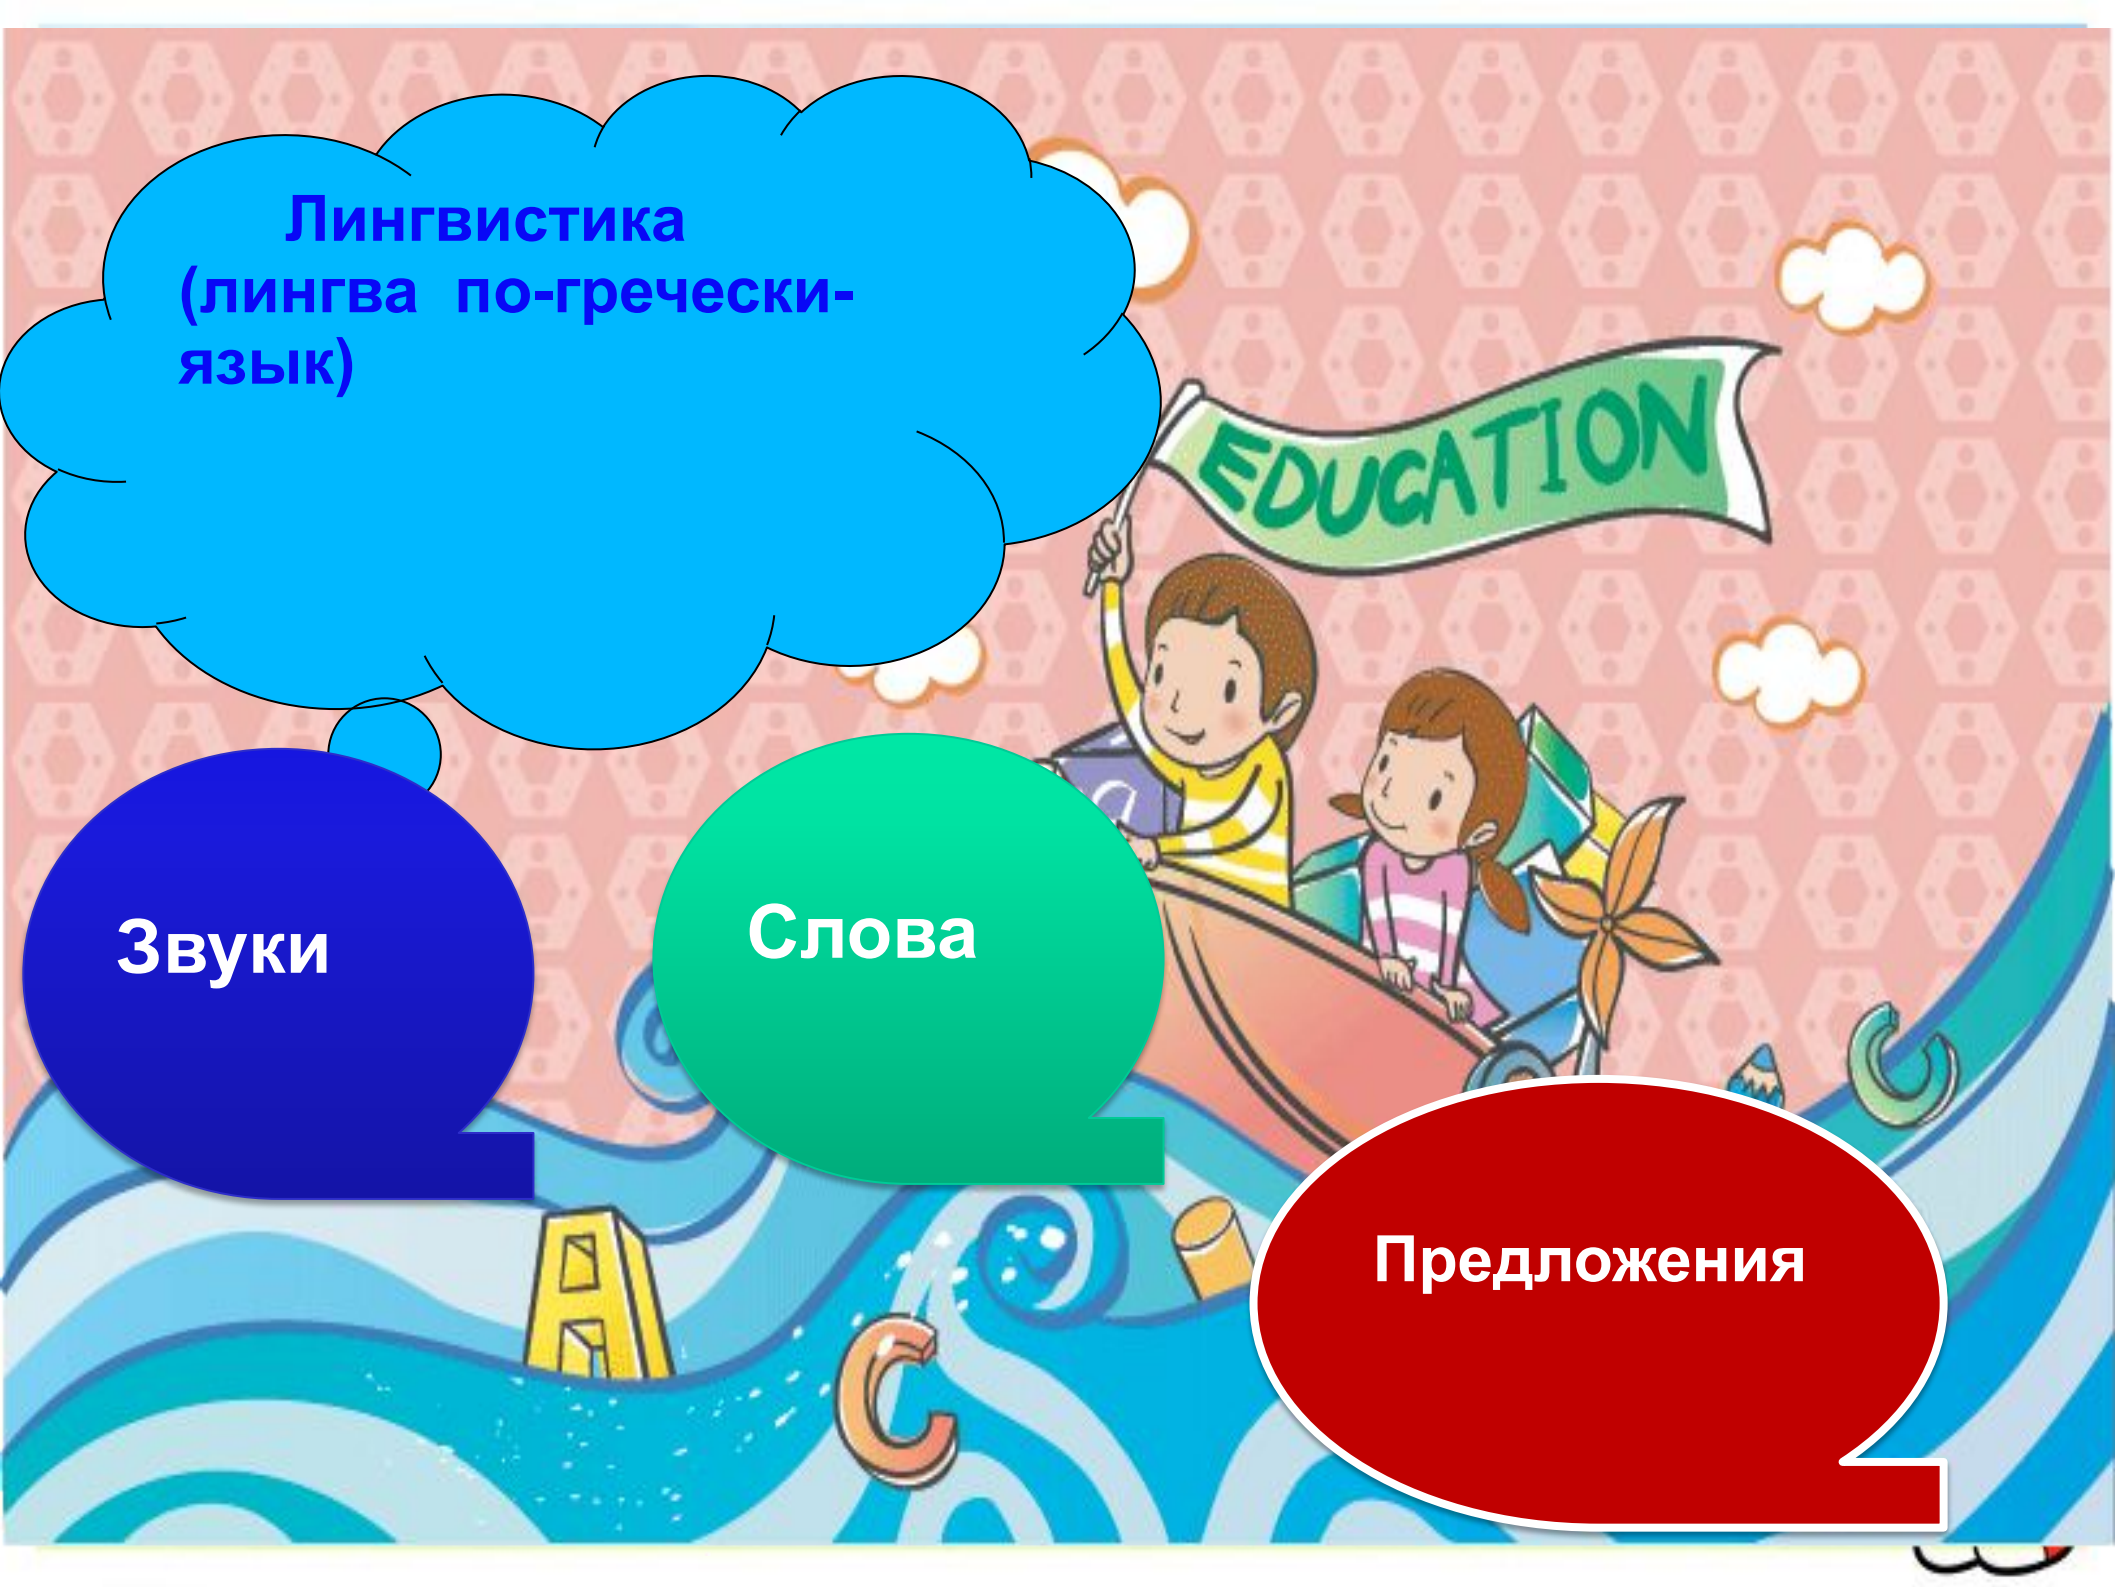 Лингвистика
(лингва по-гречески-
язык)
EDUCATION
Звуки
Слова
Предложения
C
A
C